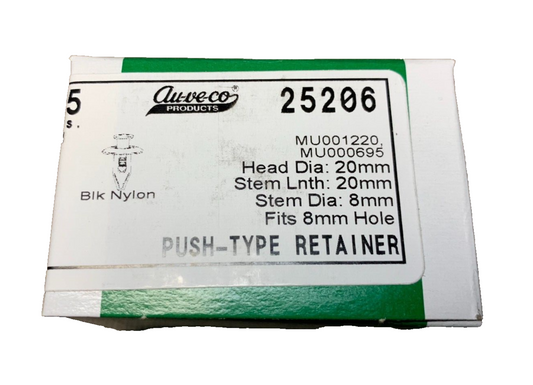 5
s.
Au-ve-co
PRODUCTS
25206
MU001220,
MU000695
Head Dia: 20mm
Stem Lnth: 20mm
Stem Dia: 8mm
Fits 8mm Hole
Blk Nylon
PUSH-TYPE RETAINER